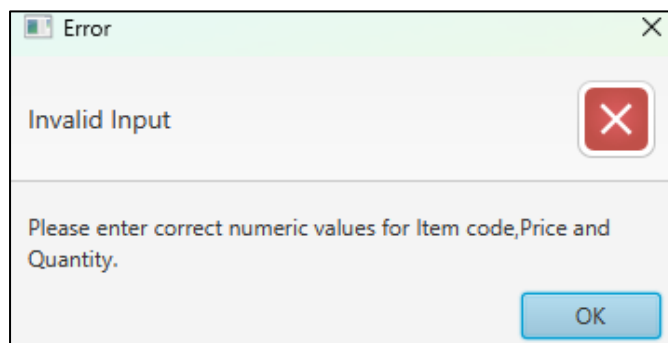 Error
Invalid Input
Please enter correct numeric values for Item code,Price and
Quantity.
OK